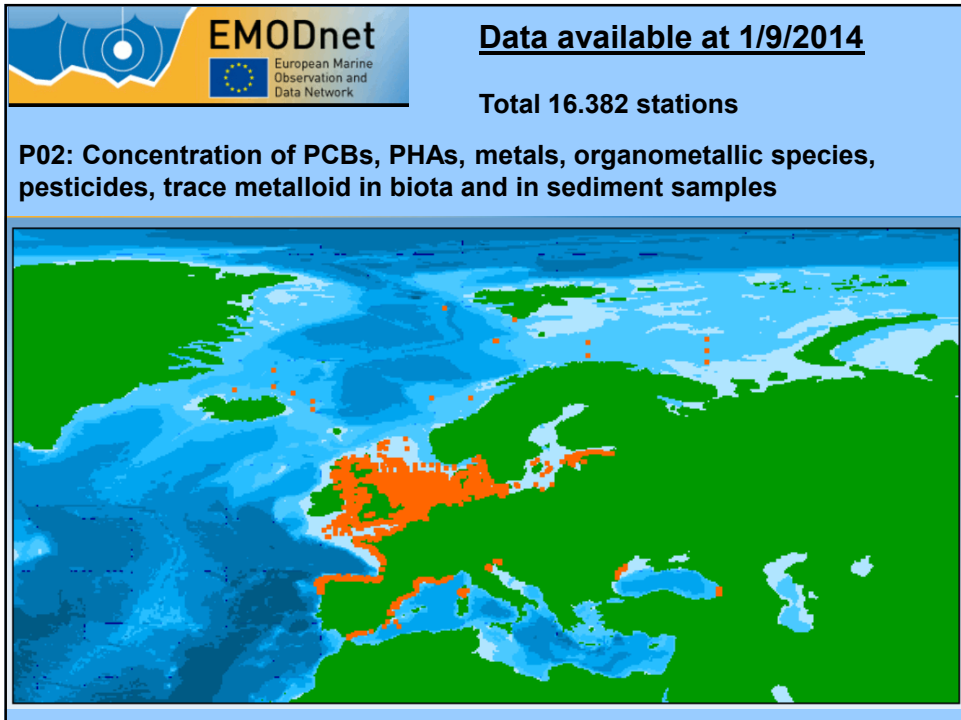 EMODnet
European Marine
Observation and
Data Network
Data available at 1/9/2014
Total 16.382 stations
P02: Concentration of PCBs, PHAs, metals, organometallic species,
pesticides, trace metalloid in biota and in sediment samples